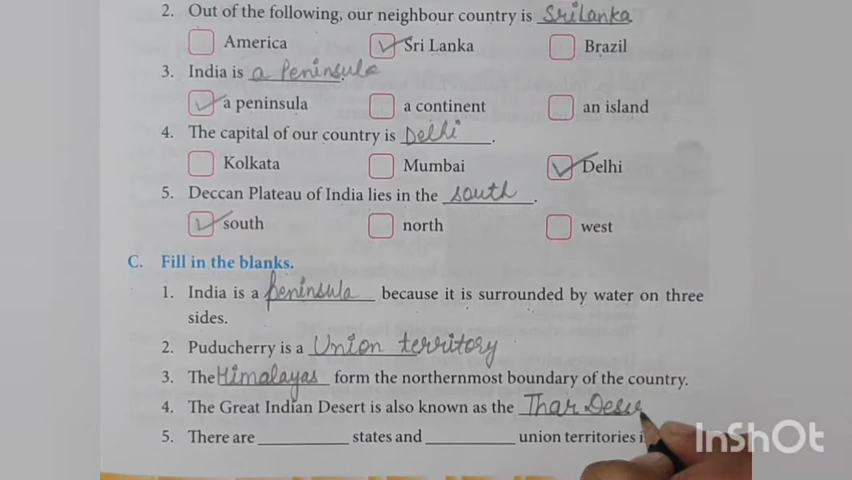 2. Out of the following, our neighbour country is SriLanka
America Sri Lanka Brazil
3. India is a Peninsula.
a peninsula a continent an island
4. The capital of our country is Delhi.
Kolkata Mumbai Delhi
5. Deccan Plateau of India lies in the south.
south north west
C. Fill in the blanks.
1. India is a peninsula because it is surrounded by water on three
sides.
2. Puducherry is a Union territory
3. The Himalayas form the northernmost boundary of the country.
4. The Great Indian Desert is also known as the Thar
5. There are ________ states and ________ union territories
InShOt